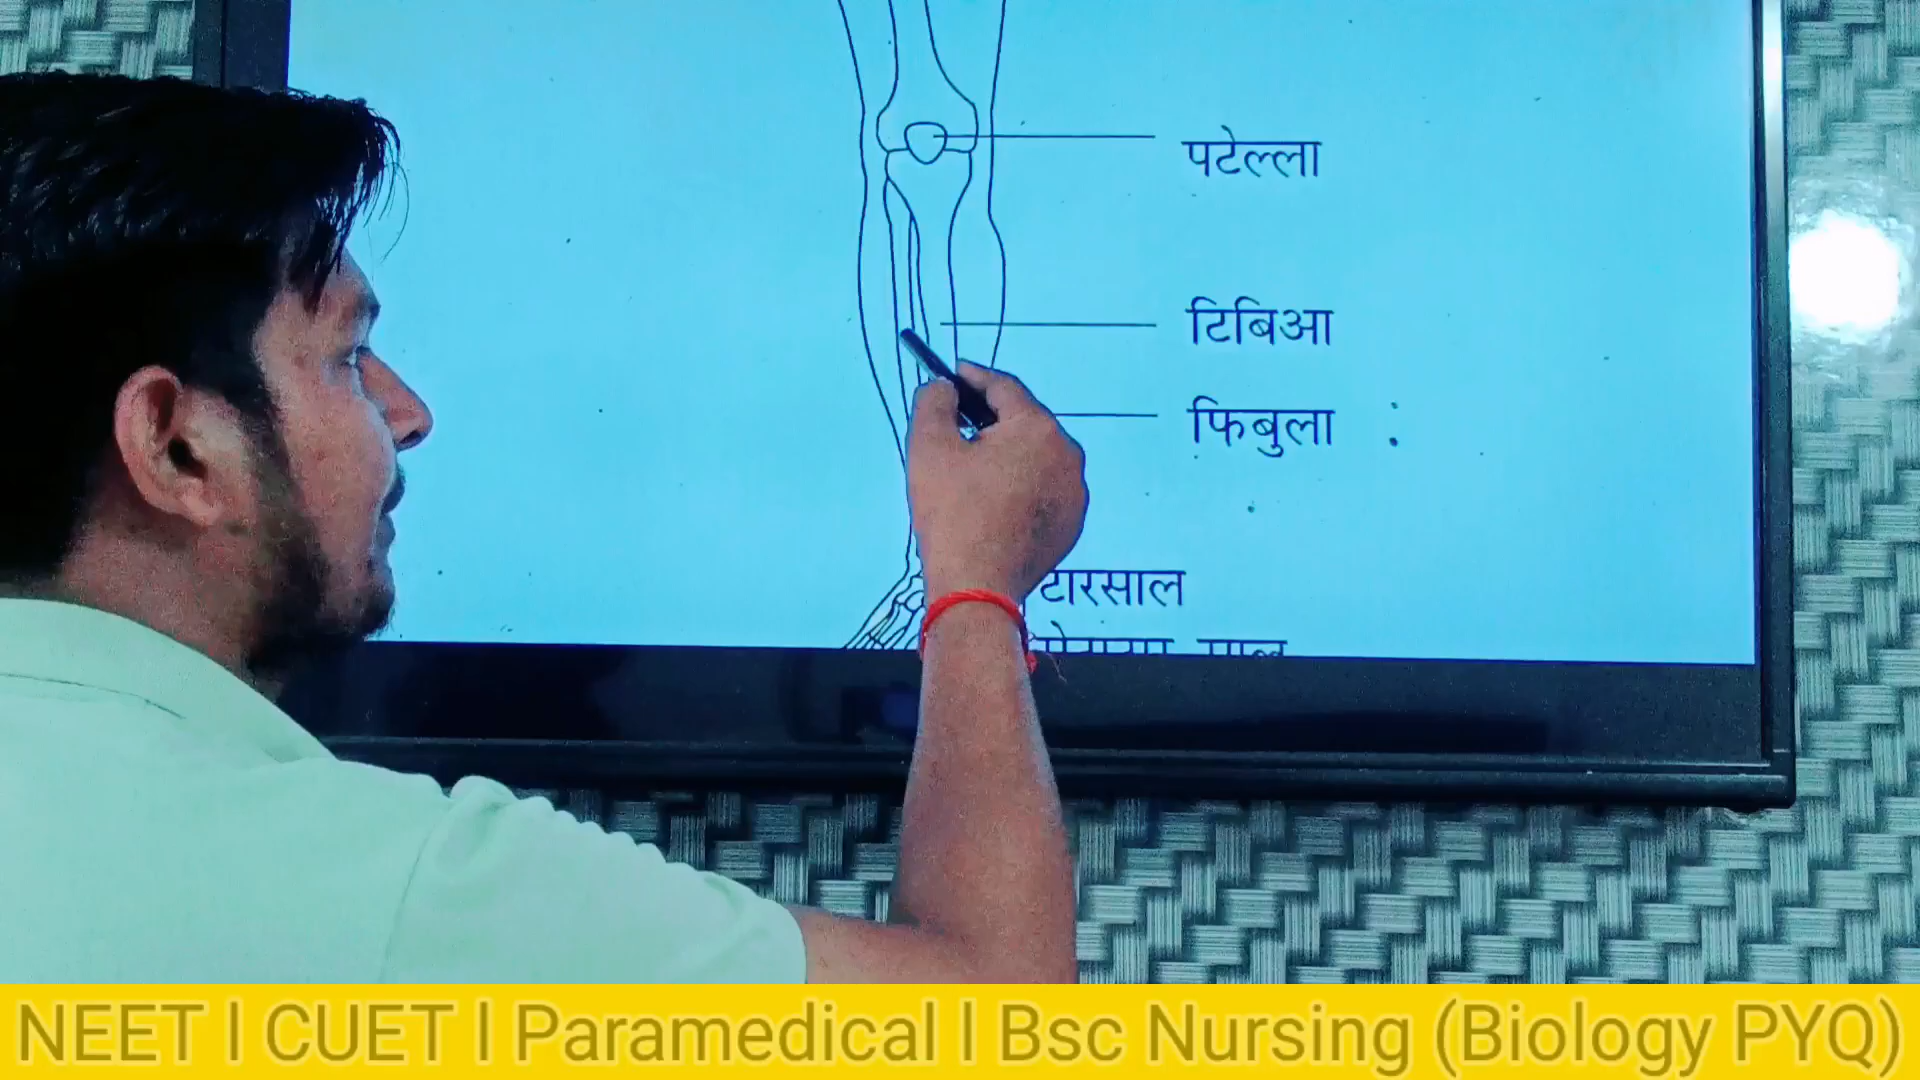 पटेल्ला
टिबिआ
फिबुला
टारसाल
NEET l CUET l Paramedical l Bsc Nursing (Biology PYQ)